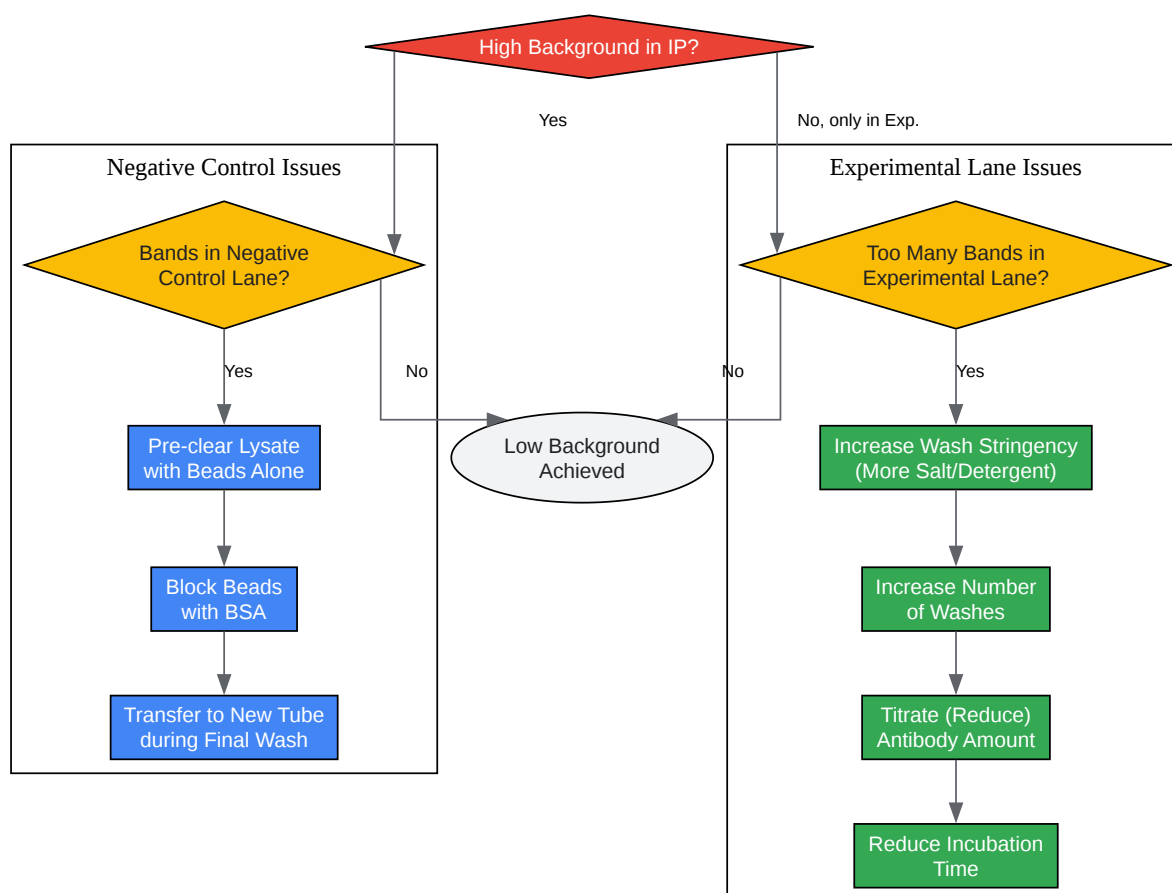 High Background in IP?
Yes
No, only in Exp.
Negative Control Issues
Experimental Lane Issues
Bands in Negative
Control Lane?
Too Many Bands in
Experimental Lane?
Yes
No
No
Yes
Pre-clear Lysate
with Beads Alone
Low Background
Achieved
Increase Wash Stringency
(More Salt/Detergent)
Block Beads
with BSA
Increase Number
of Washes
Transfer to New Tube
during Final Wash
Titrate (Reduce)
Antibody Amount
Reduce Incubation
Time